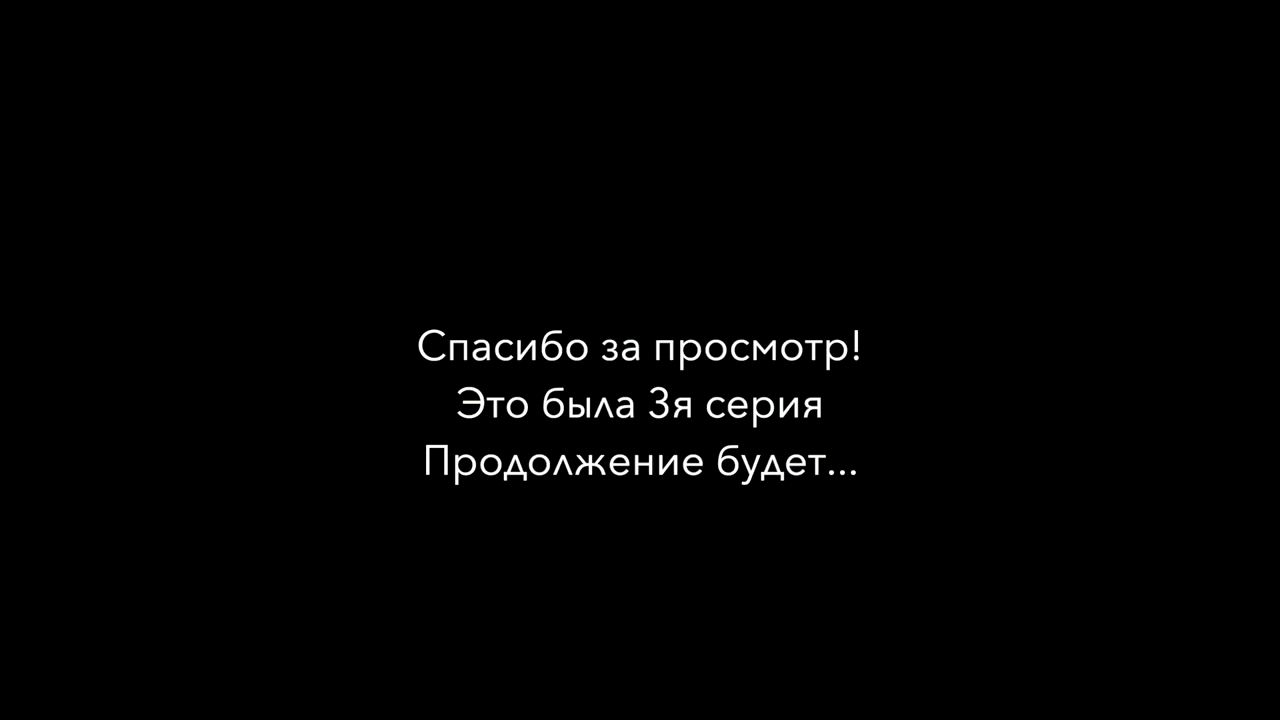 Спасибо за просмотр!
Это была 3я серия
Продолжение будет...